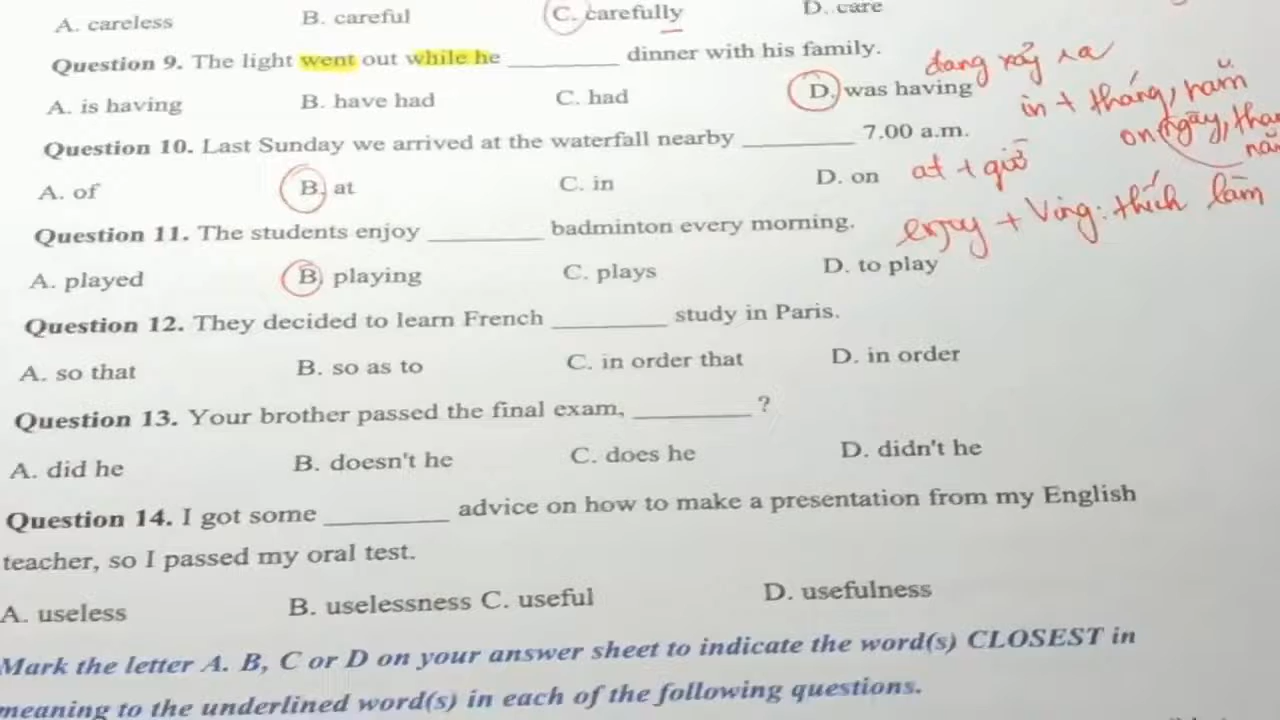 A. careless B. careful C. carefully D. care
Question 9. The light went out while he ________ dinner with his family.
đang xảy ra
A. is having B. have had C. had D. was having
in + tháng, năm
Question 10. Last Sunday we arrived at the waterfall nearby ________ 7.00 a.m.
on ngày,
A. of B. at C. in D. on
at + giờ
Question 11. The students enjoy ________ badminton every morning.
enjoy + Ving: thích làm
A. played B. playing C. plays D. to play
Question 12. They decided to learn French ________ study in Paris.
A. so that B. so as to C. in order that D. in order
Question 13. Your brother passed the final exam, ________ ?
A. did he B. doesn't he C. does he D. didn't he
Question 14. I got some ________ advice on how to make a presentation from my English
teacher, so I passed my oral test.
A. useless B. uselessness C. useful D. usefulness
Mark the letter A. B, C or D on your answer sheet to indicate the word(s) CLOSEST in
meaning to the underlined word(s) in each of the following questions.